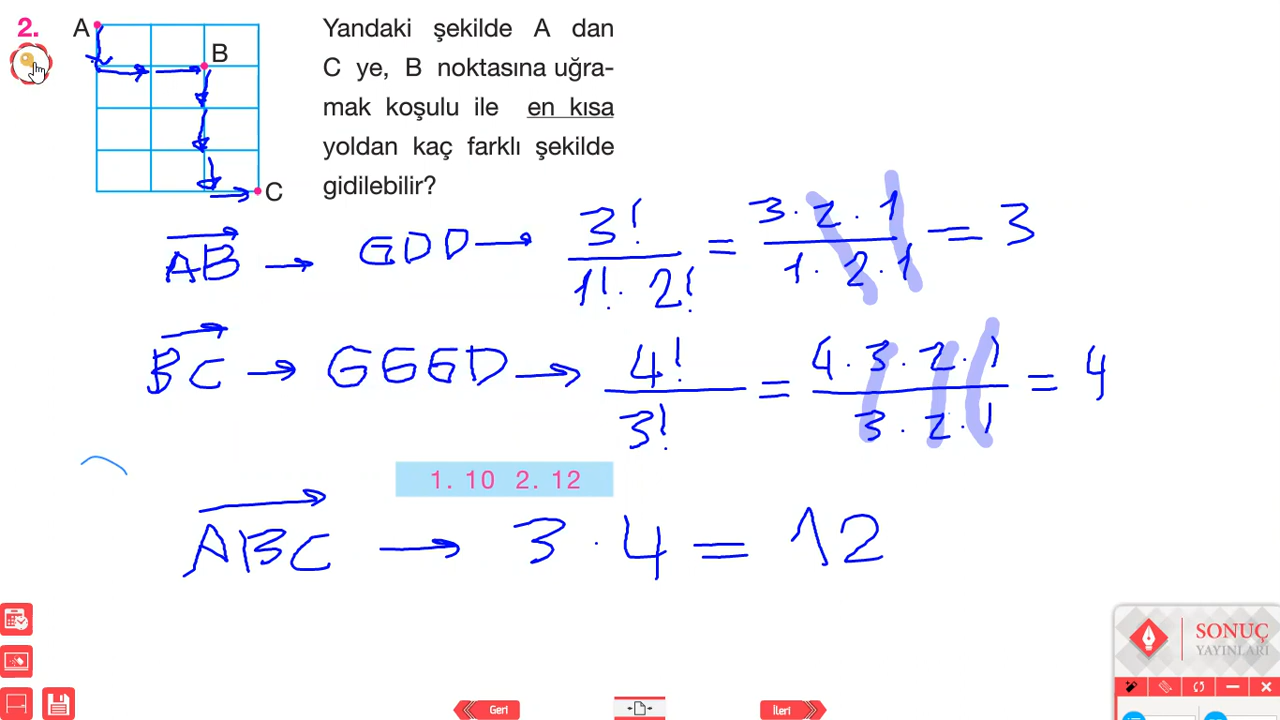 2.
A
B
C
Yandaki şekilde A dan
C ye, B noktasına uğra-
mak koşulu ile en kısa
yoldan kaç farklı şekilde
gidilebilir?
AB → GDD → 3! / 1! · 2! = 3 · 2 · 1 / 1 · 2 · 1 = 3
BC → GGGD → 4! / 3! = 4 · 3 · 2 · 1 / 3 · 2 · 1 = 4
1. 10 2. 12
ABC → 3 · 4 = 12
SONUÇ
YAYINLARI
Geri
İleri